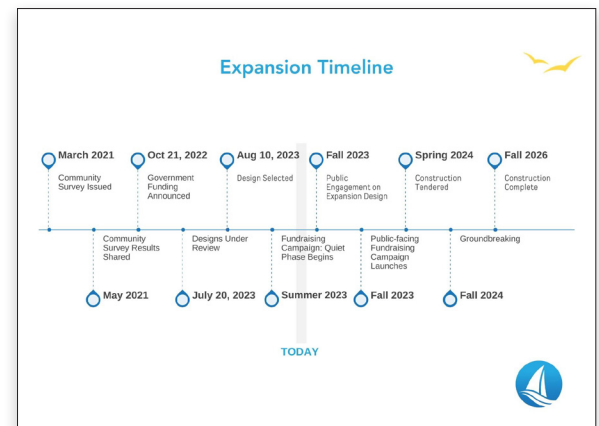 Expansion Timeline
March 2021
Community
Survey Issued
Oct 21, 2022
Government
Funding
Announced
Aug 10, 2023
Design Selected
Fall 2023
Public
Engagement on
Expansion Design
Spring 2024
Construction
Tendered
Fall 2026
Construction
Complete
Community
Survey Results
Shared
May 2021
Designs Under
Review
July 20, 2023
Fundraising
Campaign: Quiet
Phase Begins
Summer 2023
Public-facing
Fundraising
Campaign
Launches
Fall 2023
Groundbreaking
Fall 2024
TODAY